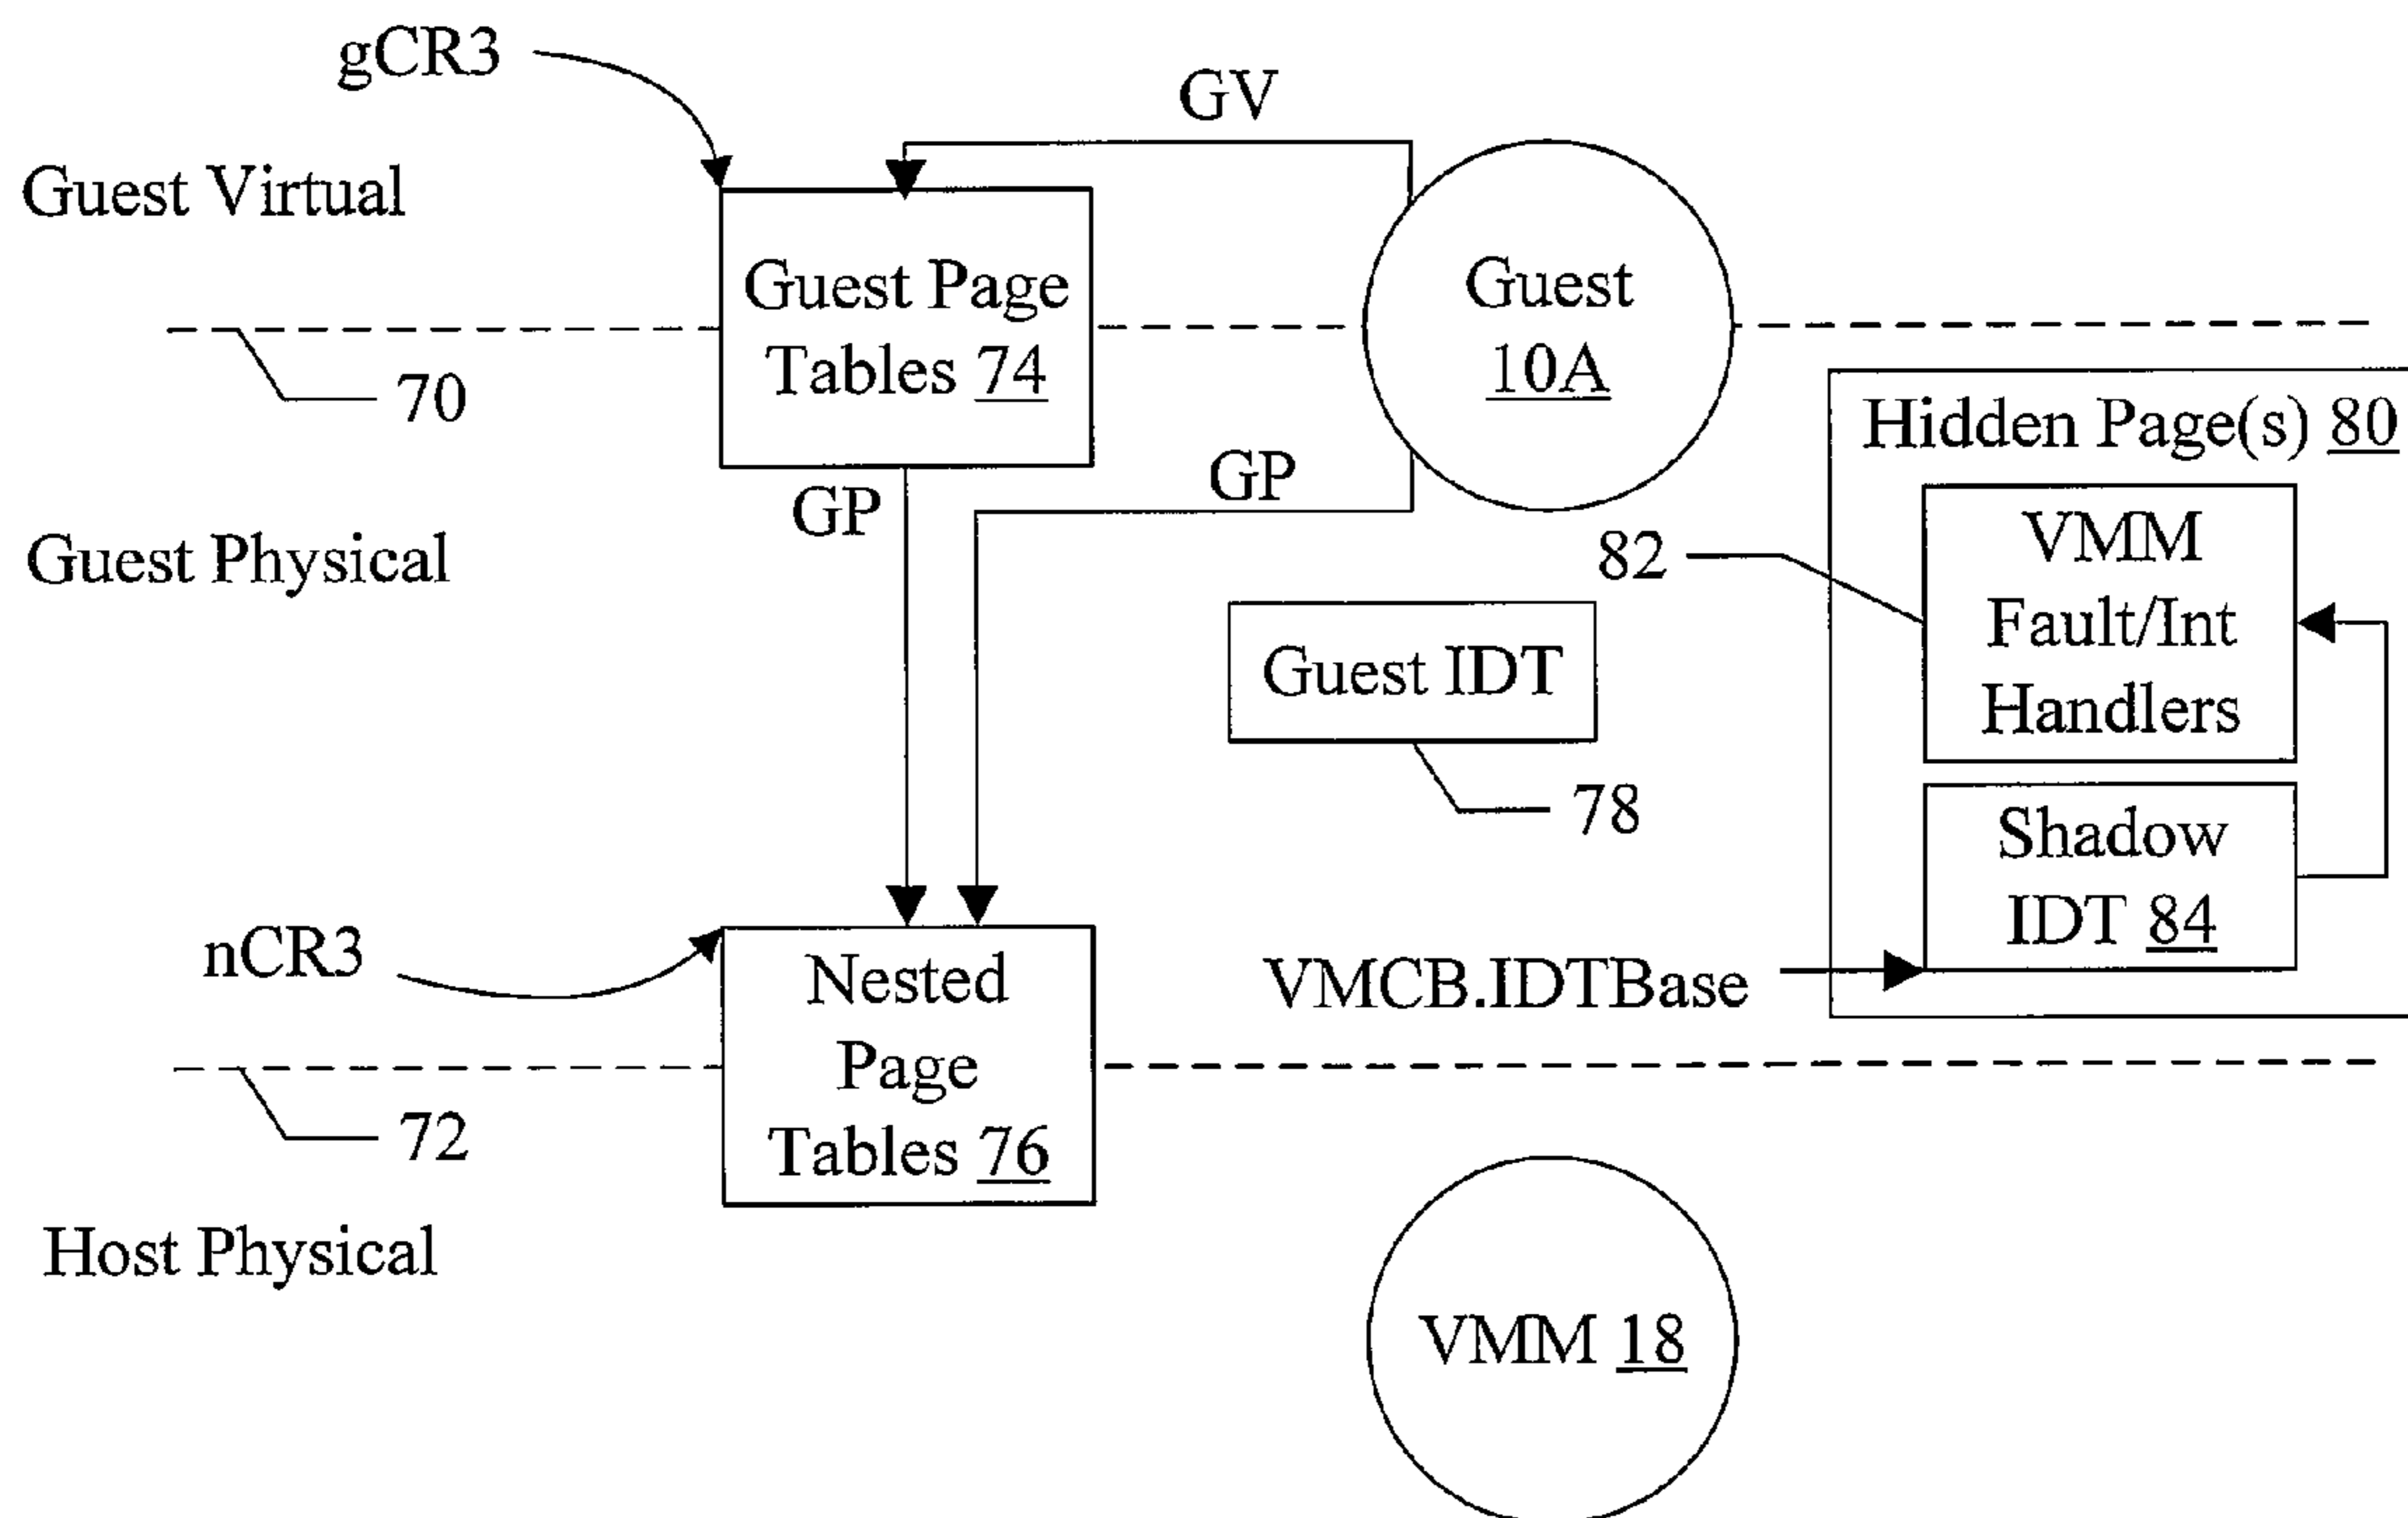 gCR3
GV
Guest Virtual
Guest Page
Tables 74
Guest
10A
70
Hidden Page(s) 80
GP
GP
Guest Physical
82
VMM
Fault/Int
Handlers
Guest IDT
78
Shadow
IDT 84
nCR3
VMCB.IDTBase
Nested
Page
Tables 76
72
Host Physical
VMM 18